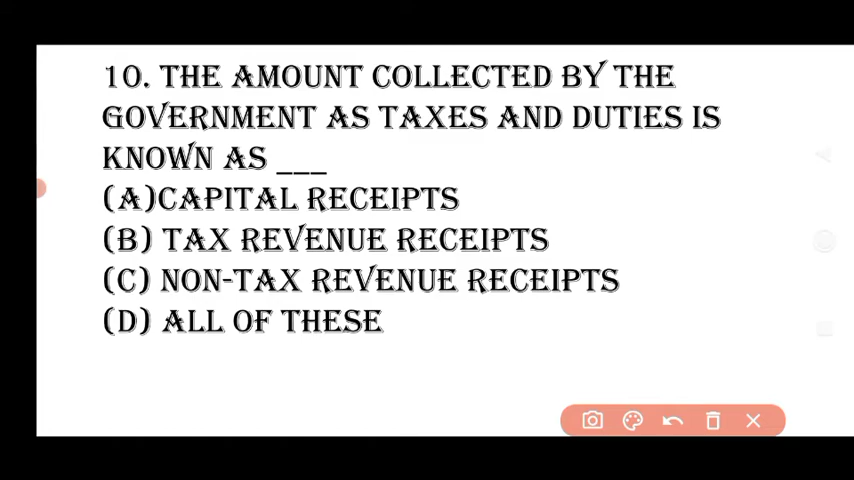 10. THE AMOUNT COLLECTED BY THE
GOVERNMENT AS TAXES AND DUTIES IS
KNOWN AS ___
(A)CAPITAL RECEIPTS
(B) TAX REVENUE RECEIPTS
(C) NON-TAX REVENUE RECEIPTS
(D) ALL OF THESE